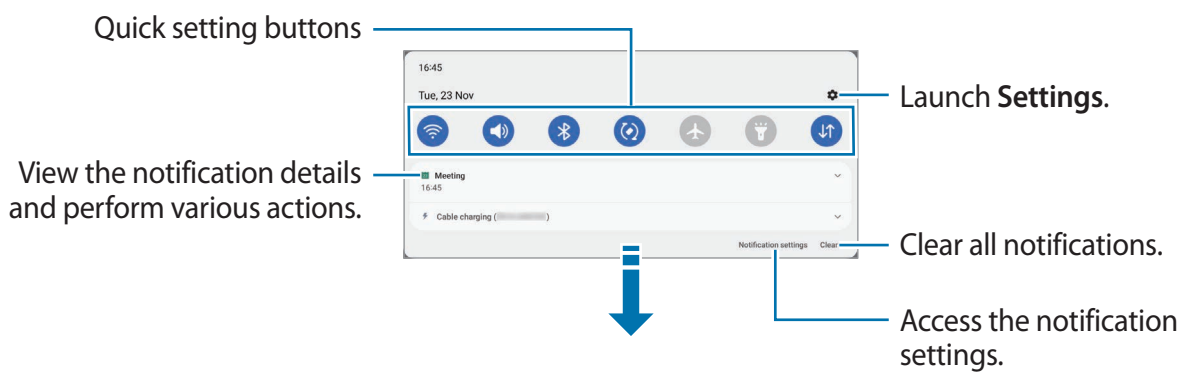 Quick setting buttons
16:45
Tue, 23 Nov
Launch Settings.
View the notification details
and perform various actions.
Meeting
16:45
Cable charging ( )
Notification settings Clear
Clear all notifications.
Access the notification
settings.